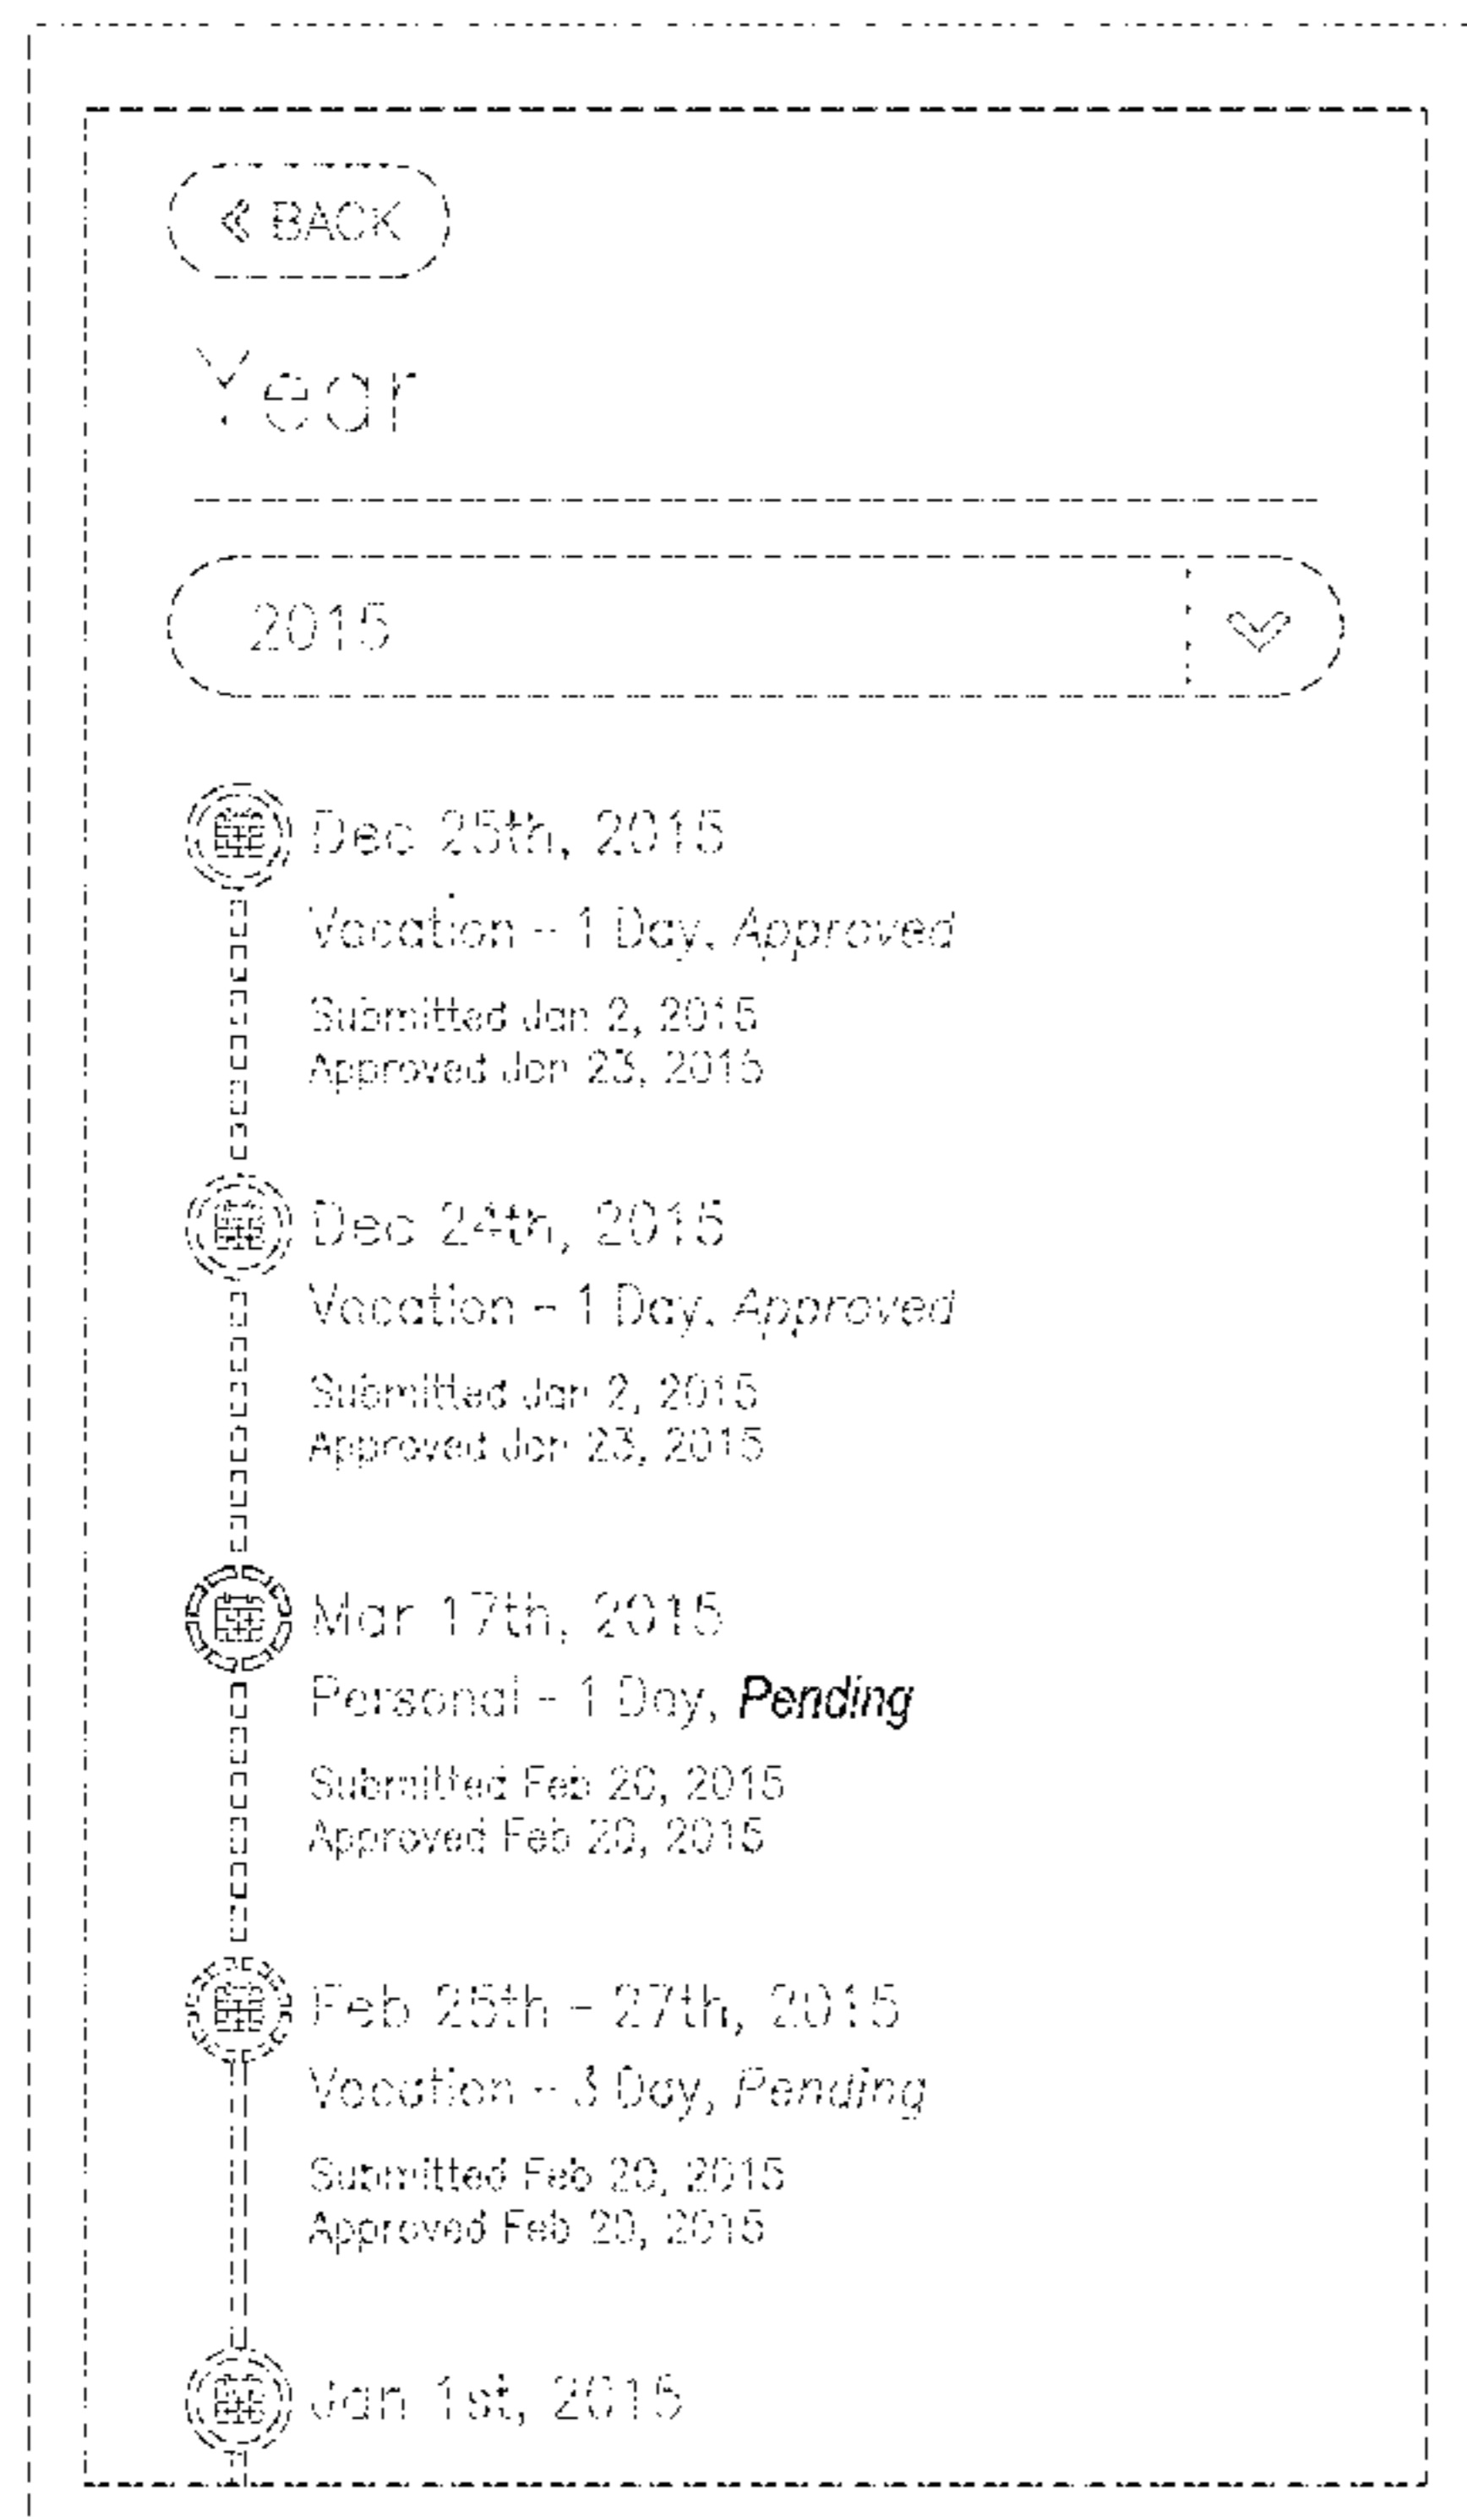 « BACK
Year
2015
Dec 25th, 2015
Vacation - 1 Day, Approved
Submitted Jan 2, 2015
Approved Jan 23, 2015
Dec 24th, 2015
Vacation - 1 Day, Approved
Submitted Jan 2, 2015
Approved Jan 23, 2015
Mar 17th, 2015
Personal - 1 Day, Pending
Submitted Feb 20, 2015
Approved Feb 20, 2015
Feb 25th - 27th, 2015
Vacation - 3 Day, Pending
Submitted Feb 20, 2015
Approved Feb 20, 2015
Jan 1st, 2015